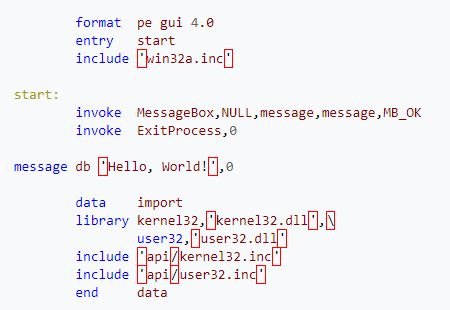 format pe gui 4.0
entry start
include 'win32a.inc'
start:
invoke MessageBox,NULL,message,message,MB_OK
invoke ExitProcess,0
message db 'Hello, World!',0
data import
library kernel32,'kernel32.dll',\
user32,'user32.dll'
include 'api/kernel32.inc'
include 'api/user32.inc'
end data